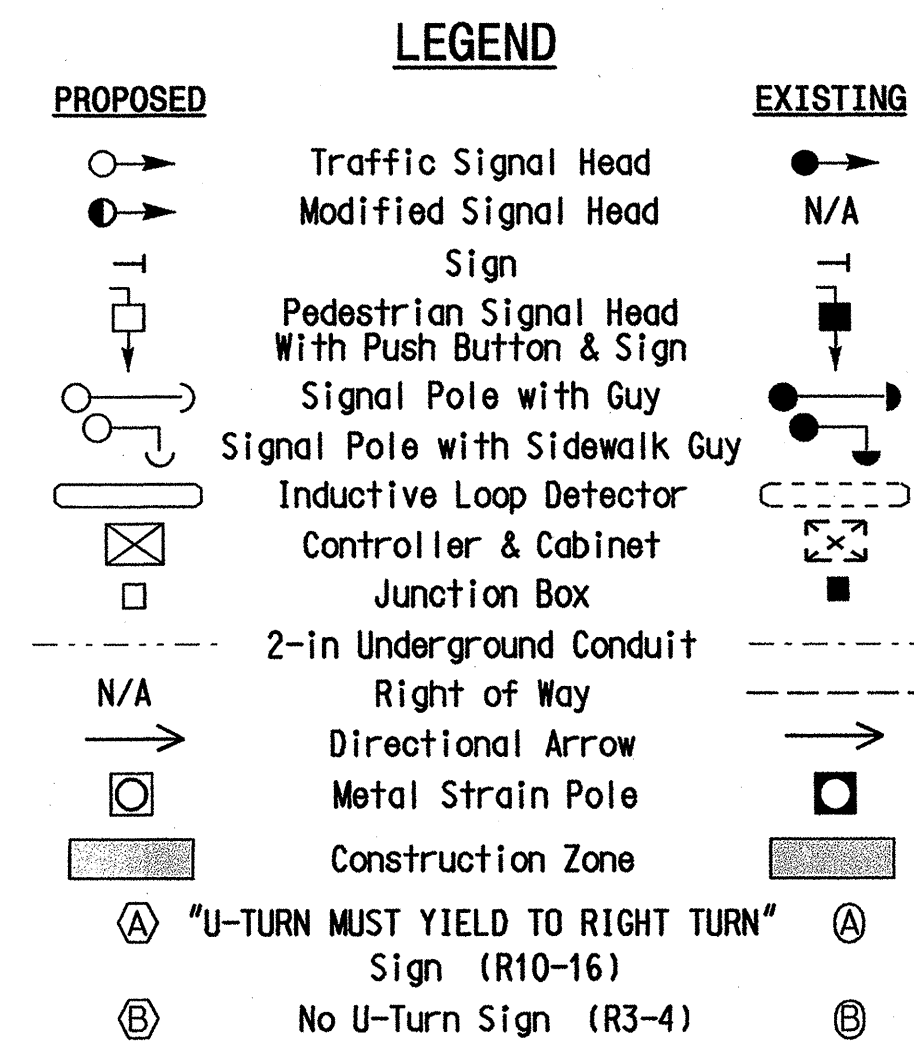 LEGEND
PROPOSED EXISTING
Traffic Signal Head
Modified Signal Head N/A
Sign
Pedestrian Signal Head
With Push Button & Sign
Signal Pole with Guy
Signal Pole with Sidewalk Guy
Inductive Loop Detector
Controller & Cabinet
Junction Box
2-in Underground Conduit
N/A Right of Way
Directional Arrow
Metal Strain Pole
Construction Zone
A "U-TURN MUST YIELD TO RIGHT TURN" A
Sign (R10-16)
B No U-Turn Sign (R3-4) B